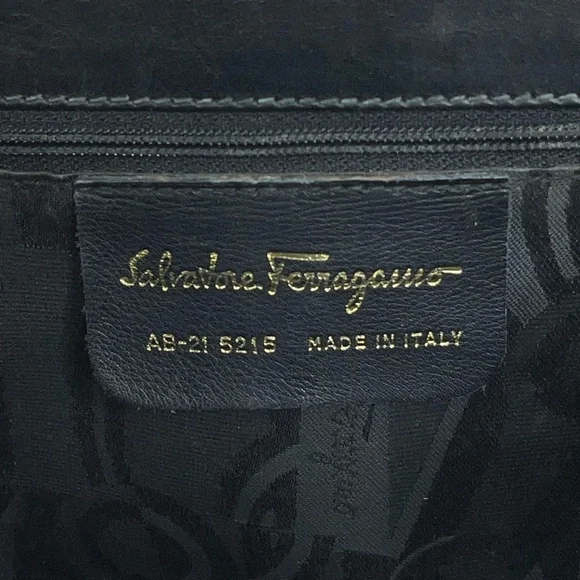 Salvatore Ferragamo
AB-21 5215 MADE IN ITALY